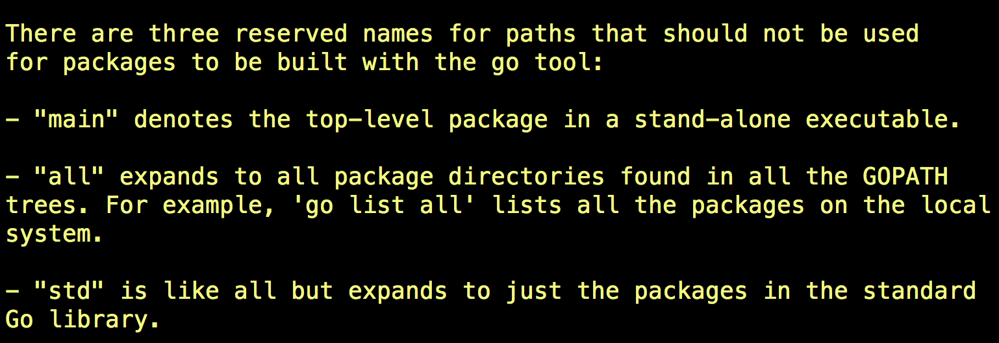 There are three reserved names for paths that should not be used
for packages to be built with the go tool:
- "main" denotes the top-level package in a stand-alone executable.
- "all" expands to all package directories found in all the GOPATH
trees. For example, 'go list all' lists all the packages on the local
system.
- "std" is like all but expands to just the packages in the standard
Go library.